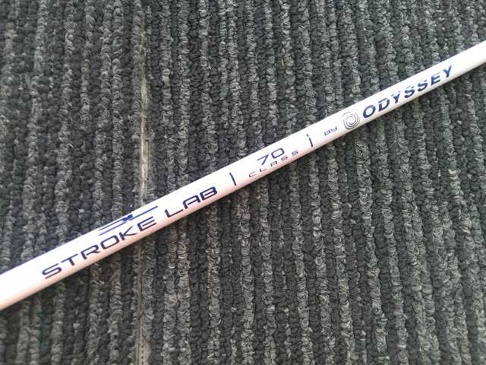 STROKE LAB | 70 CLASS | BY ODYSSEY